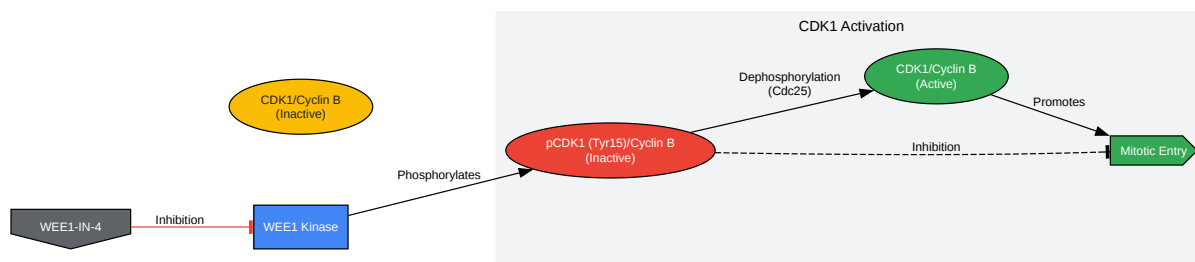 CDK1 Activation
CDK1/Cyclin B
(Active)
Dephosphorylation
(Cdc25)
CDK1/Cyclin B
(Inactive)
Promotes
pCDK1 (Tyr15)/Cyclin B
(Inactive)
Inhibition
Mitotic Entry
Phosphorylates
WEE1-IN-4
Inhibition
WEE1 Kinase